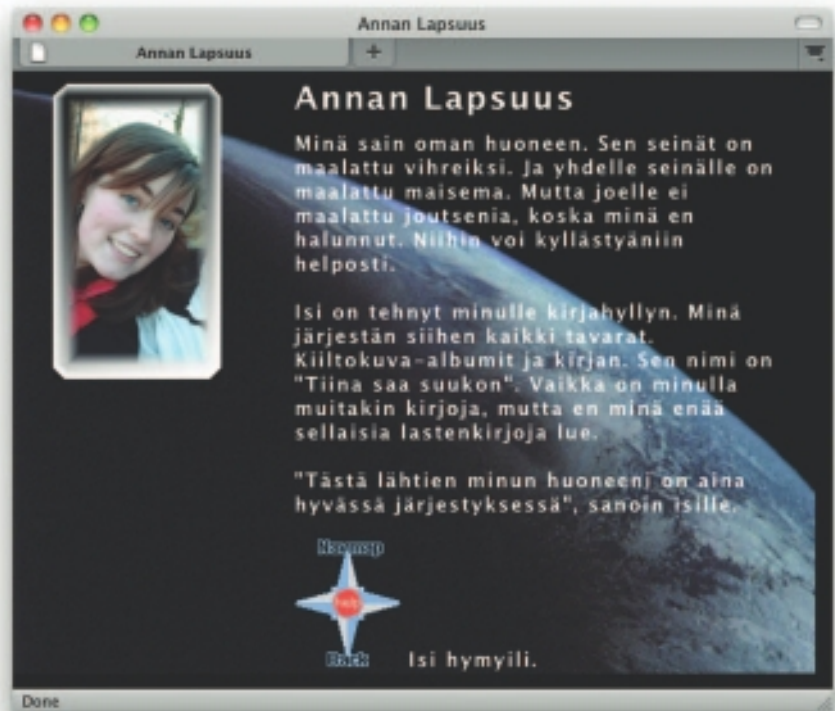 Annan Lapsuus
Annan Lapsuus
Annan Lapsuus
Minä sain oman huoneen. Sen seinät on
maalattu vihreiksi. Ja yhdelle seinälle on
maalattu maisema. Mutta joelle ei
maalattu joutsenia, koska minä en
halunnut. Niihin voi kyllästyäniin
helposti.
Isi on tehnyt minulle kirjahyllyn. Minä
järjestän siihen kaikki tavarat.
Kiiltokuva-albumit ja kirjan. Sen nimi on
"Tiina saa suukon". Vaikka on minulla
muitakin kirjoja, mutta en minä enää
sellaisia lastenkirjoja lue.
"Tästä lähtien minun huoneeni on aina
hyvässä järjestyksessä", sanoin isille.
Navmap
help
Back
Isi hymyili.
Done